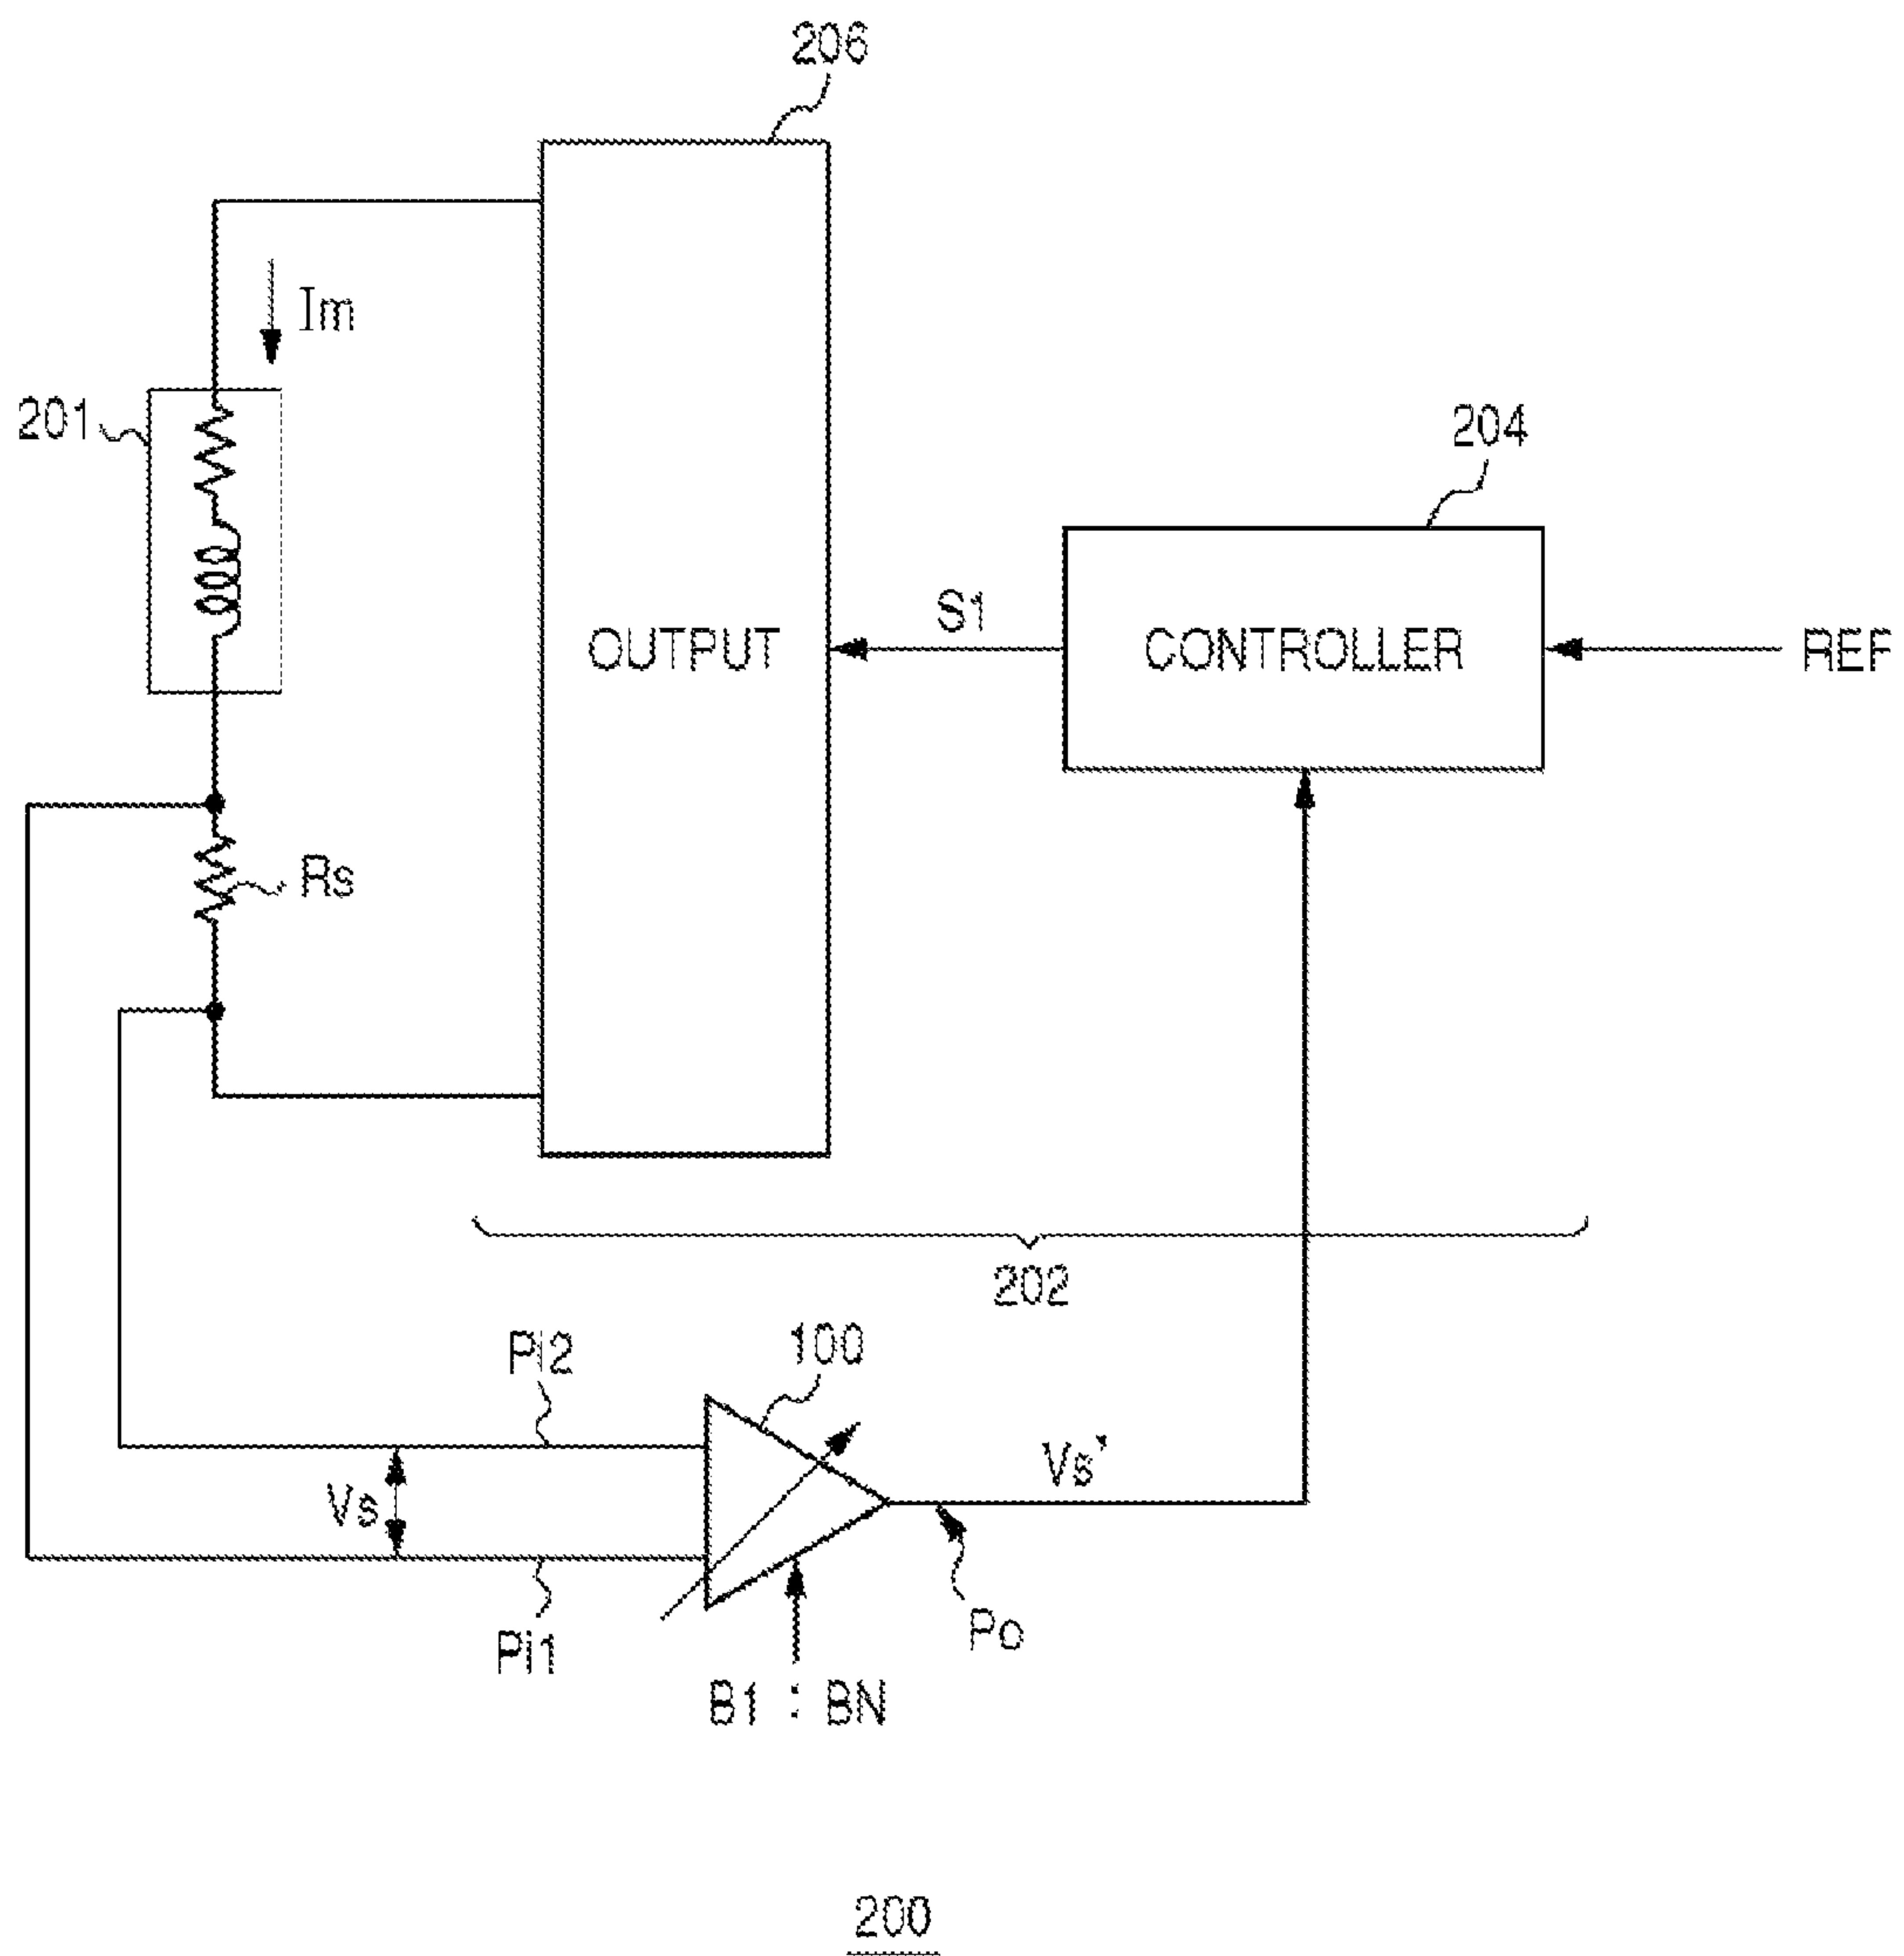 206
Im
201
204
S1
OUTPUT
CONTROLLER
REF
Rs
202
Pi2
100
Vs
Vs'
Pi1
Po
B1 : BN
200